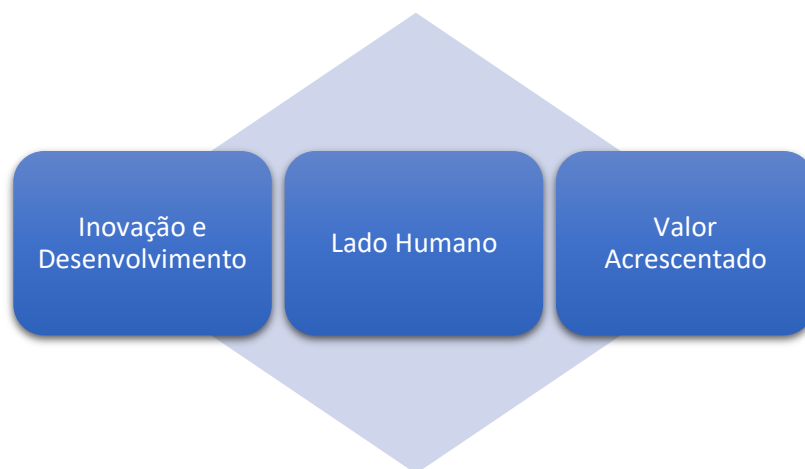 Inovação e
Desenvolvimento
Lado Humano
Valor
Acrescentado